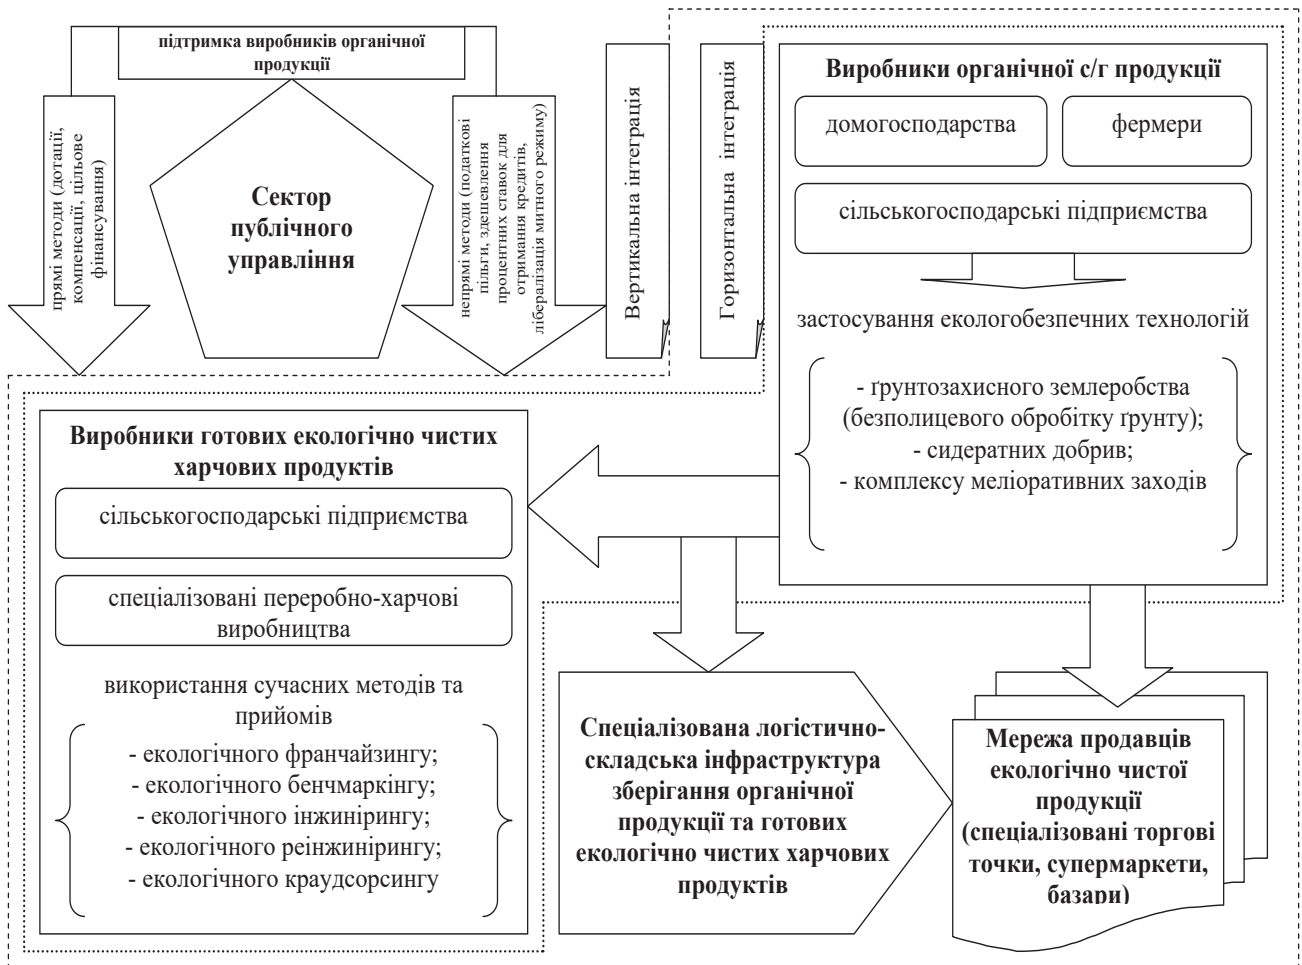 підтримка виробників органічної
продукції
прямі методи (дотації,
компенсації, цільове
фінансування)
Сектор
публічного
управління
непрямі методи (податкові
пільги, здешевлення
процентних ставок для
отримання кредитів,
лібералізація митного режиму)
Вертикальна інтеграція
Горизонтальна інтеграція
Виробники органічної с/г продукції
домогосподарства
фермери
сільськогосподарські підприємства
застосування екологобезпечних технологій
- ґрунтозахисного землеробства
(безполицевого обробітку ґрунту);
- сидератних добрив;
- комплексу меліоративних заходів
Виробники готових екологічно чистих
харчових продуктів
сільськогосподарські підприємства
спеціалізовані переробно-харчові
виробництва
використання сучасних методів та
прийомів
- екологічного франчайзингу;
- екологічного бенчмаркінгу;
- екологічного інжинірингу;
- екологічного реінжинірингу;
- екологічного краудсорсингу
Спеціалізована логістично-
складська інфраструктура
зберігання органічної
продукції та готових
екологічно чистих харчових
продуктів
Мережа продавців
екологічно чистої
продукції
(спеціалізовані торгові
точки, супермаркети,
базари)